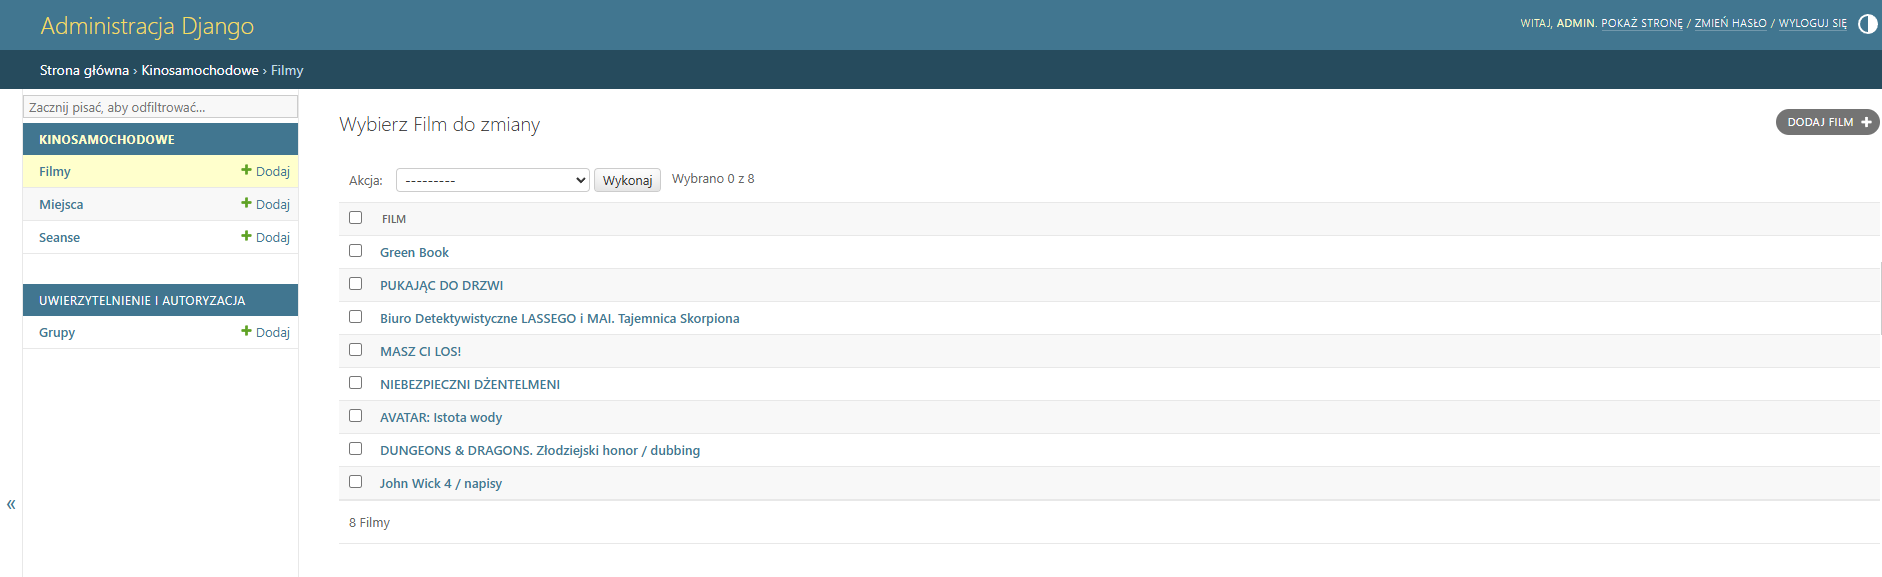 Administracja Django
WITAJ, ADMIN. POKAŻ STRONĘ / ZMIEŃ HASŁO / WYLOGUJ SIĘ
Strona główna › Kinosamochodowe › Filmy
Zacznij pisać, aby odfiltrować...
KINOSAMOCHODOWE
Filmy
Dodaj
Miejsca
Dodaj
Seanse
Dodaj
UWIERZYTELNIENIE I AUTORYZACJA
Grupy
Dodaj
«
Wybierz Film do zmiany
DODAJ FILM
Akcja: --------- Wykonaj Wybrano 0 z 8
FILM
Green Book
PUKAJĄC DO DRZWI
Biuro Detektywistyczne LASSEGO i MAI. Tajemnica Skorpiona
MASZ CI LOS!
NIEBEZPIECZNI DŻENTELMENI
AVATAR: Istota wody
DUNGEONS & DRAGONS. Złodziejski honor / dubbing
John Wick 4 / napisy
8 Filmy